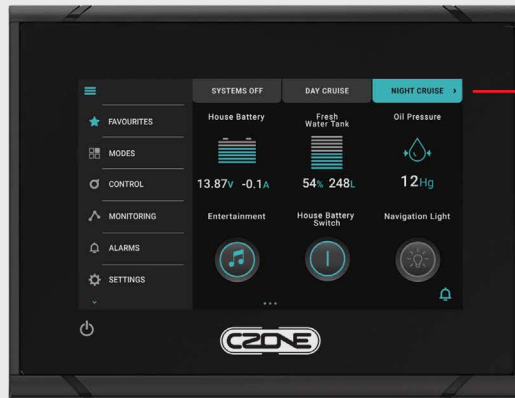 SYSTEMS OFF
DAY CRUISE
NIGHT CRUISE
FAVOURITES
MODES
CONTROL
MONITORING
ALARMS
SETTINGS
House Battery
13.87V -0.1A
Fresh
Water Tank
54% 248L
Oil Pressure
12Hg
Entertainment
House Battery
Switch
Navigation Light
CZONE